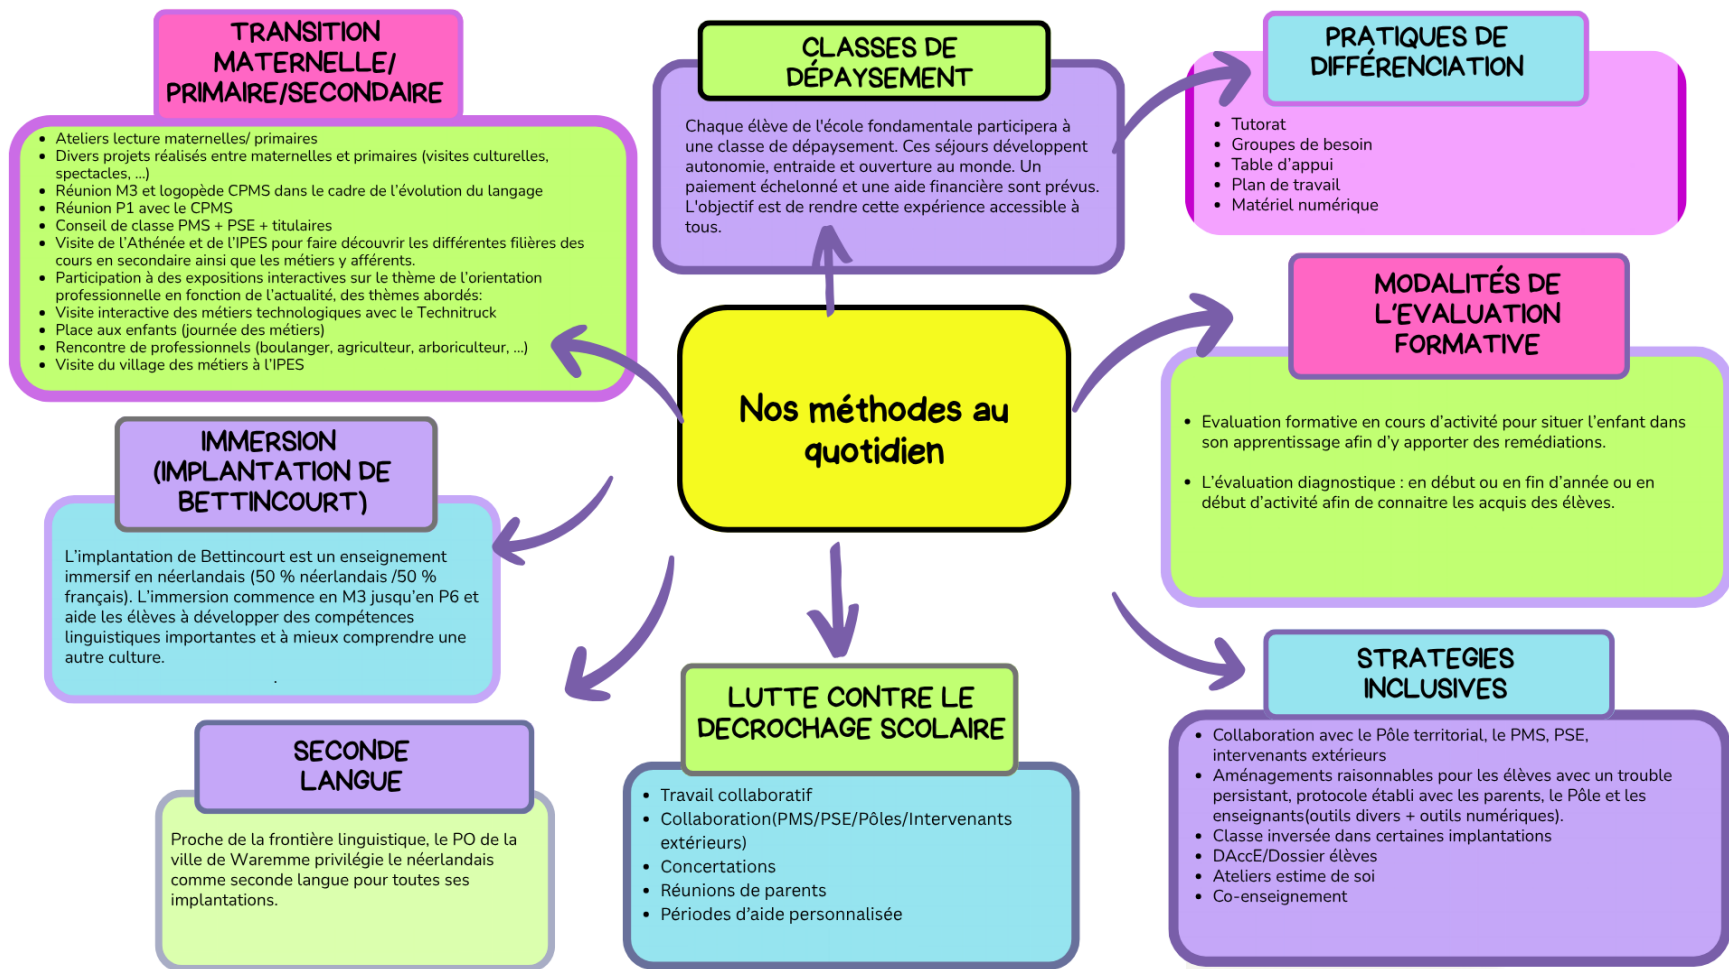 TRANSITION
MATERNELLE/
PRIMAIRE/SECONDAIRE
• Ateliers lecture maternelles/ primaires
• Divers projets réalisés entre maternelles et primaires (visites culturelles,
spectacles, ...)
• Réunion M3 et logopède CPMS dans le cadre de l'évolution du langage
• Réunion P1 avec le CPMS
• Conseil de classe PMS + PSE + titulaires
• Visite de l'Athénée et de l'IPES pour faire découvrir les différentes filières des
cours en secondaire ainsi que les métiers y afférents.
• Participation à des expositions interactives sur le thème de l'orientation
professionnelle en fonction de l'actualité, des thèmes abordés:
• Visite interactive des métiers technologiques avec le Technitruck
• Place aux enfants (journée des métiers)
• Rencontre de professionnels (boulanger, agriculteur, arboriculteur, ...)
• Visite du village des métiers à l'IPES
CLASSES DE
DÉPAYSEMENT
Chaque élève de l'école fondamentale participera à
une classe de dépaysement. Ces séjours développent
autonomie, entraide et ouverture au monde. Un
paiement échelonné et une aide financière sont prévus.
L'objectif est de rendre cette expérience accessible à
tous.
PRATIQUES DE
DIFFÉRENCIATION
• Tutorat
• Groupes de besoin
• Table d'appui
• Plan de travail
• Matériel numérique
Nos méthodes au
quotidien
MODALITÉS DE
L'EVALUATION
FORMATIVE
• Evaluation formative en cours d'activité pour situer l'enfant dans
son apprentissage afin d'y apporter des remédiations.
• L'évaluation diagnostique : en début ou en fin d'année ou en
début d'activité afin de connaitre les acquis des élèves.
IMMERSION
(IMPLANTATION DE
BETTINCOURT)
L'implantation de Bettincourt est un enseignement
immersif en néerlandais (50 % néerlandais /50 %
français). L'immersion commence en M3 jusqu'en P6 et
aide les élèves à développer des compétences
linguistiques importantes et à mieux comprendre une
autre culture.
.
SECONDE
LANGUE
Proche de la frontière linguistique, le PO de la
ville de Waremme privilégie le néerlandais
comme seconde langue pour toutes ses
implantations.
LUTTE CONTRE LE
DECROCHAGE SCOLAIRE
• Travail collaboratif
• Collaboration(PMS/PSE/Pôles/Intervenants
extérieurs)
• Concertations
• Réunions de parents
• Périodes d'aide personnalisée
STRATEGIES
INCLUSIVES
• Collaboration avec le Pôle territorial, le PMS, PSE,
intervenants extérieurs
• Aménagements raisonnables pour les élèves avec un trouble
persistant, protocole établi avec les parents, le Pôle et les
enseignants(outils divers + outils numériques).
• Classe inversée dans certaines implantations
• DAccE/Dossier élèves
• Ateliers estime de soi
• Co-enseignement